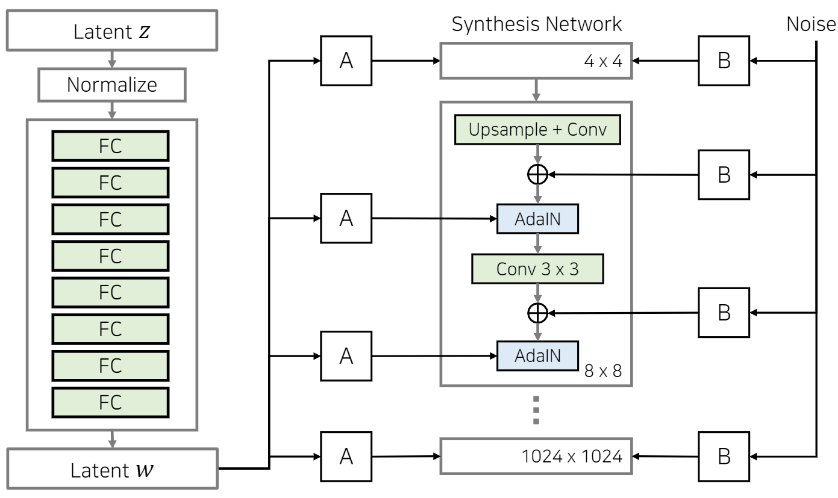 Latent z
Normalize
FC
FC
FC
FC
FC
FC
FC
FC
Latent w
A
A
A
A
Synthesis Network
4 x 4
Upsample + Conv
AdaIN
Conv 3 x 3
AdaIN
8 x 8
1024 x 1024
Noise
B
B
B
B